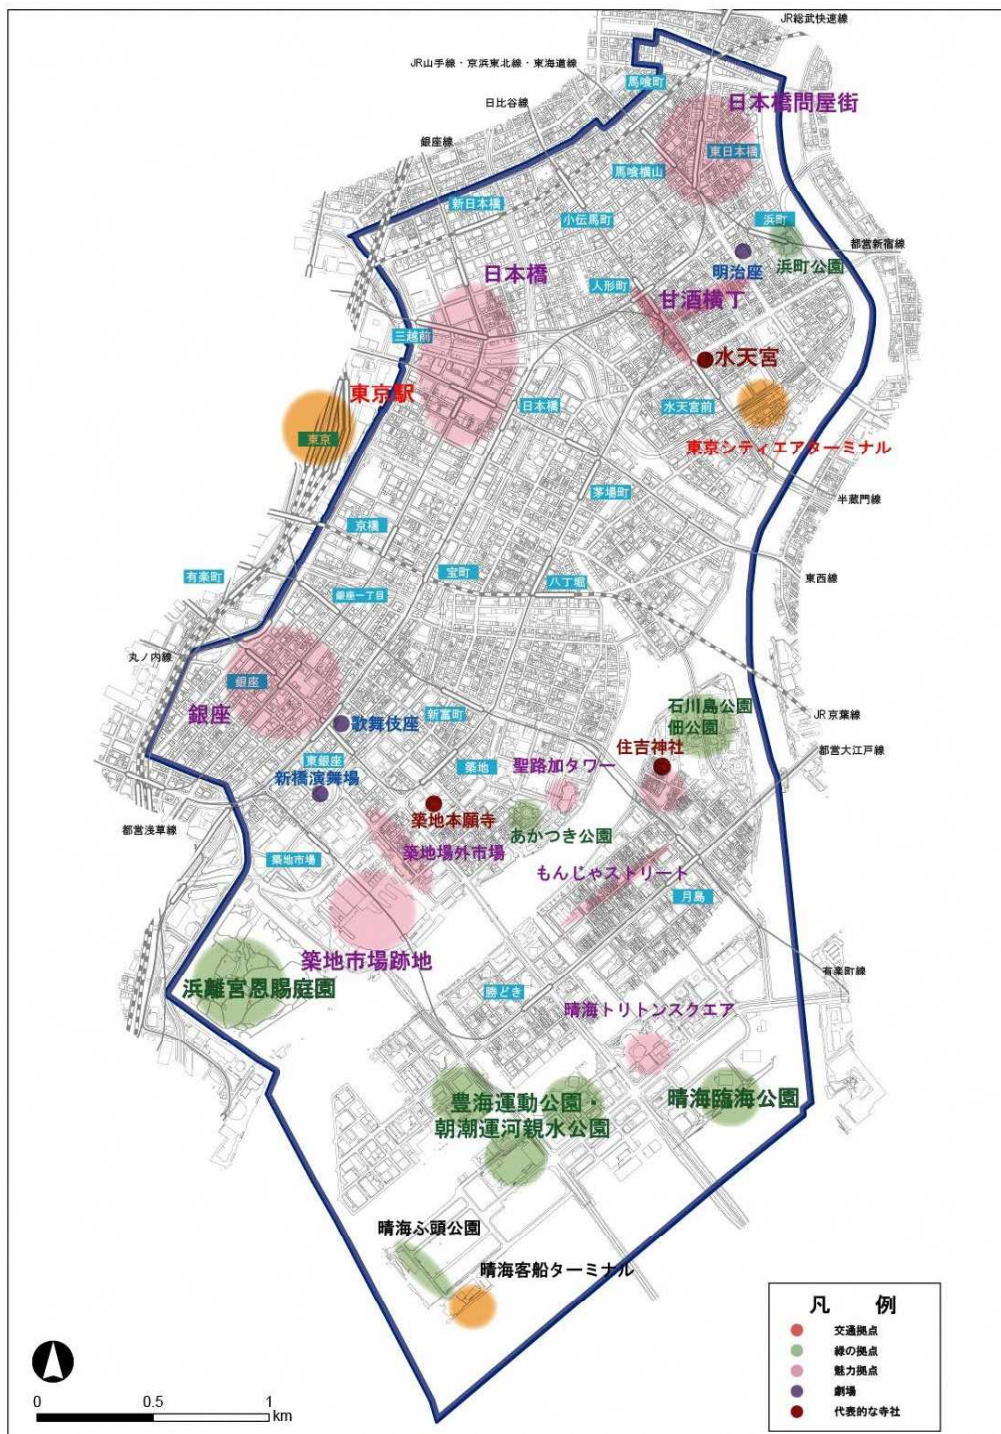 JR総武快速線
JR山手線・京浜東北線・東海道線
馬喰町
日比谷線
日本橋問屋街
銀座線
東日本橋
馬喰横山
新日本橋
小伝馬町
浜町
都営新宿線
明治座
浜町公園
日本橋
人形町
甘酒横丁
三越前
水天宮
東京駅
日本橋
水天宮前
東京
東京シティエアターミナル
茅場町
半蔵門線
京橋
宝町
八丁堀
東西線
有楽町
銀座一丁目
丸ノ内線
銀座
石川島公園
佃公園
銀座
歌舞伎座
新富町
JR京葉線
住吉神社
都営大江戸線
東銀座
築地
聖路加タワー
新橋演舞場
築地本願寺
都営浅草線
あかつき公園
築地場外市場
築地市場
もんじゃストリート
月島
築地市場跡地
有楽町線
浜離宮恩賜庭園
勝どき
晴海トリトンスクエア
豊海運動公園・
朝潮運河親水公園
晴海臨海公園
晴海ふ頭公園
晴海客船ターミナル
凡 例
交通拠点
緑の拠点
魅力拠点
劇場
代表的な寺社
0 0.5 1
km